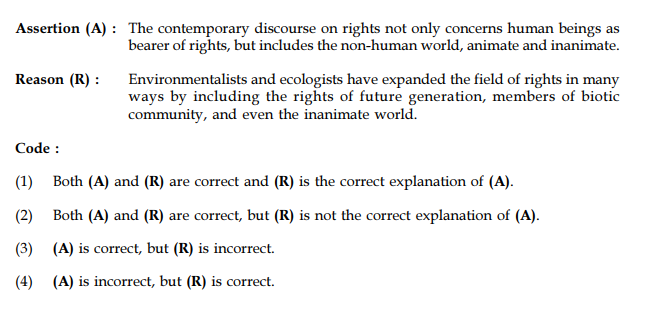 Assertion (A) : The contemporary discourse on rights not only concerns human beings as
bearer of rights, but includes the non-human world, animate and inanimate.
Reason (R) : Environmentalists and ecologists have expanded the field of rights in many
ways by including the rights of future generation, members of biotic
community, and even the inanimate world.
Code :
(1) Both (A) and (R) are correct and (R) is the correct explanation of (A).
(2) Both (A) and (R) are correct, but (R) is not the correct explanation of (A).
(3) (A) is correct, but (R) is incorrect.
(4) (A) is incorrect, but (R) is correct.